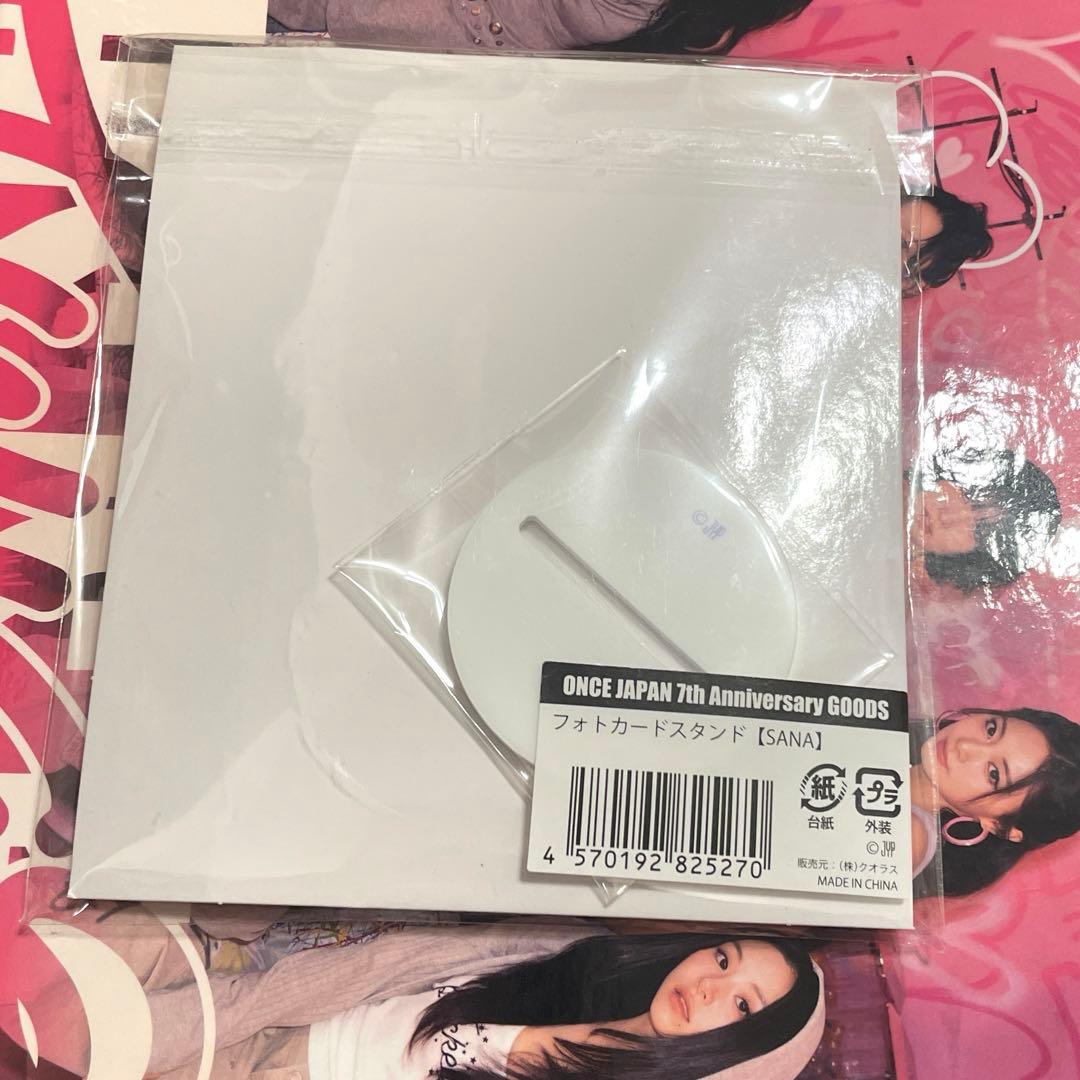 © JYP
ONCE JAPAN 7th Anniversary GOODS
フォトカードスタンド【SANA】
紙
プラ
台紙
外装
© JYP
4 570192 825270
販売元：(株)クオラス
MADE IN CHINA